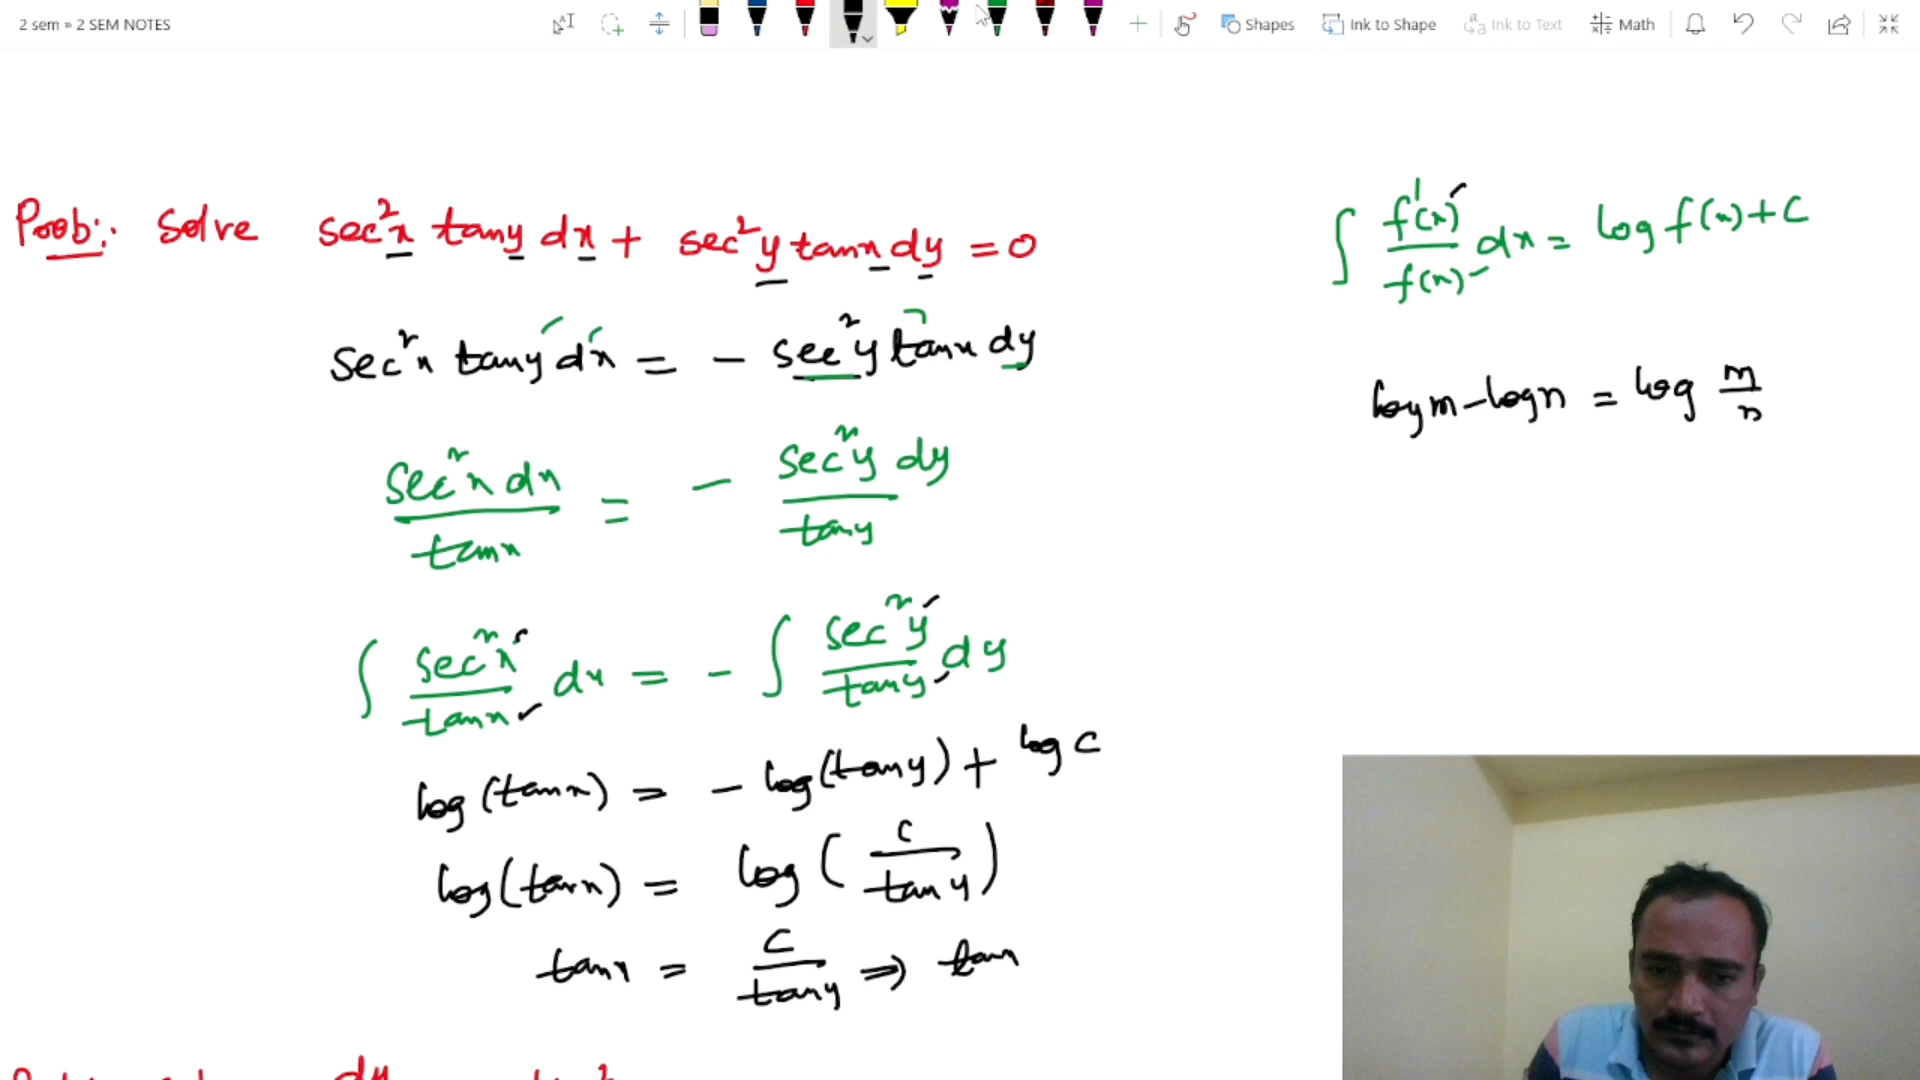 2 sem » 2 SEM NOTES
Shapes Ink to Shape Ink to Text Math
Prob:- Solve sec²x tany dx + sec²y tanx dy = 0
sec²x tany dx = - sec²y tanx dy
sec²x dx / tanx = - sec²y dy / tany
∫ sec²x / tanx dx = - ∫ sec²y / tany dy
log(tanx) = - log(tany) + log c
log(tanx) = log( c / tany )
tanx = c / tany ⇒ tan
∫ f'(x) / f(x) dx = log f(x) + c
log m - log n = log m / n
dy